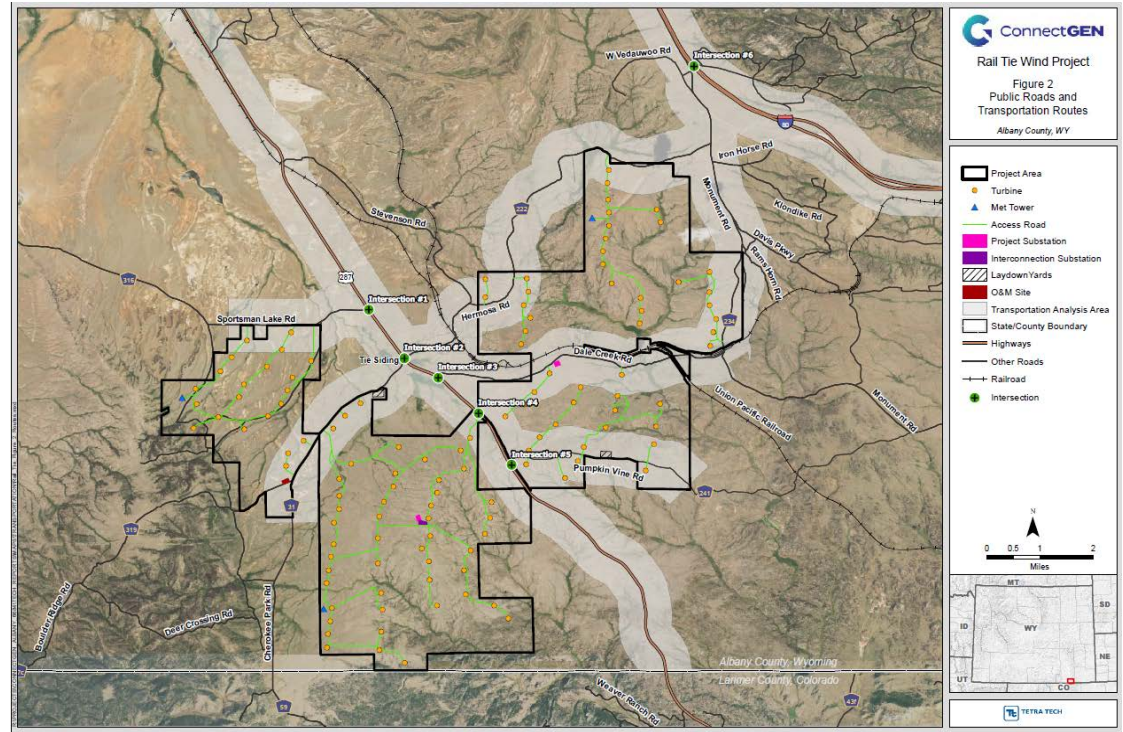 ConnectGEN
Rail Tie Wind Project
Figure 2
Public Roads and
Transportation Routes
Albany County, WY
Project Area
Turbine
Met Tower
Access Road
Project Substation
Interconnection Substation
LaydownYards
O&M Site
Transportation Analysis Area
State/County Boundary
Highways
Other Roads
Railroad
Intersection
N
0 0.5 1 2
Miles
MT
ID
WY
SD
NE
UT
CO
TETRA TECH
W Vedauwoo Rd
Intersection #6
80
Iron Horse Rd
Monument Rd
Klondike Rd
Davis Pkwy
Rams Horn Rd
222
Stevenson Rd
287
315
Intersection #1
Sportsman Lake Rd
Hermosa Rd
234
Intersection #2
Tie Siding
Intersection #3
Dale Creek Rd
Intersection #4
Union Pacific Railroad
Monument Rd
Intersection #5
Pumpkin Vine Rd
241
31
319
Boulder Ridge Rd
Deer Crossing Rd
Cherokee Park Rd
Albany County, Wyoming
Larimer County, Colorado
Weaver Ranch Rd
59
43f